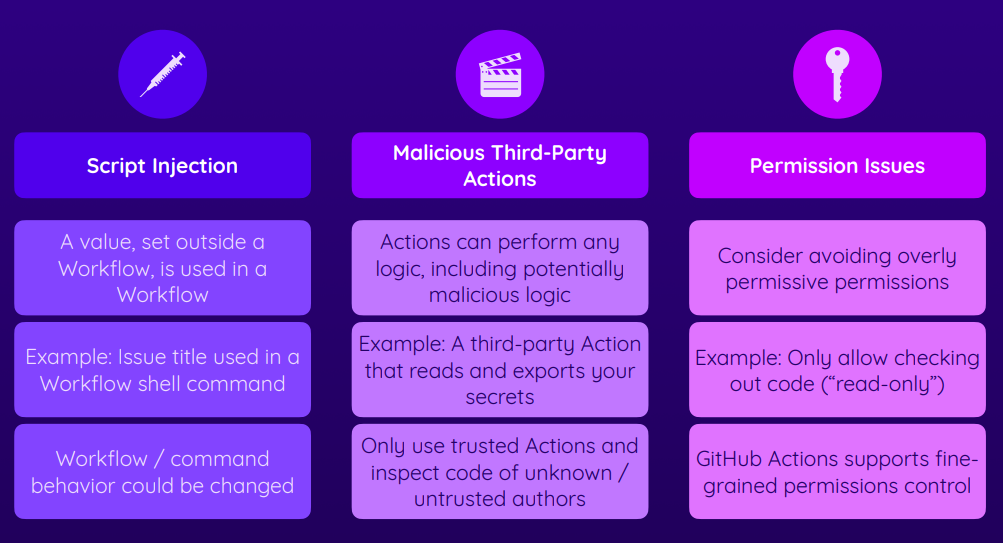 Script Injection
A value, set outside a
Workflow, is used in a
Workflow
Example: Issue title used in a
Workflow shell command
Workflow / command
behavior could be changed
Malicious Third-Party
Actions
Actions can perform any
logic, including potentially
malicious logic
Example: A third-party Action
that reads and exports your
secrets
Only use trusted Actions and
inspect code of unknown /
untrusted authors
Permission Issues
Consider avoiding overly
permissive permissions
Example: Only allow checking
out code (“read-only”)
GitHub Actions supports fine-
grained permissions control